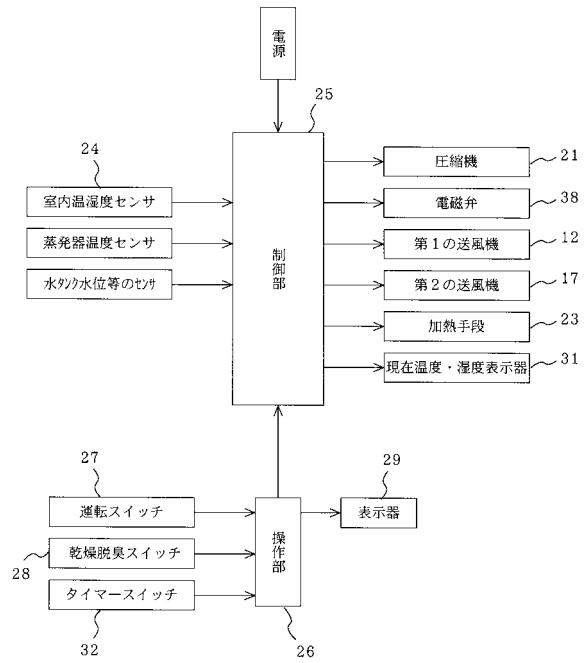 電源
25
24
室内温湿度センサ
蒸発器温度センサ
水タンク水位等のセンサ
制御部
圧縮機
21
電磁弁
38
第1の送風機
12
第2の送風機
17
加熱手段
23
現在温度・湿度表示器
31
27
運転スイッチ
乾燥脱臭スイッチ
28
タイマースイッチ
32
操作部
26
29
表示器